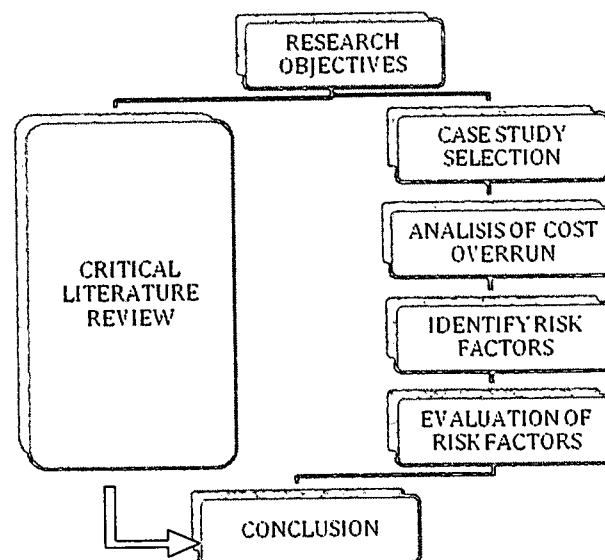 RESEARCH
OBJECTIVES
CRITICAL
LITERATURE
REVIEW
CASE STUDY
SELECTION
ANALISIS OF COST
OVERRUN
IDENTIFY RISK
FACTORS
EVALUATION OF
RISK FACTORS
CONCLUSION